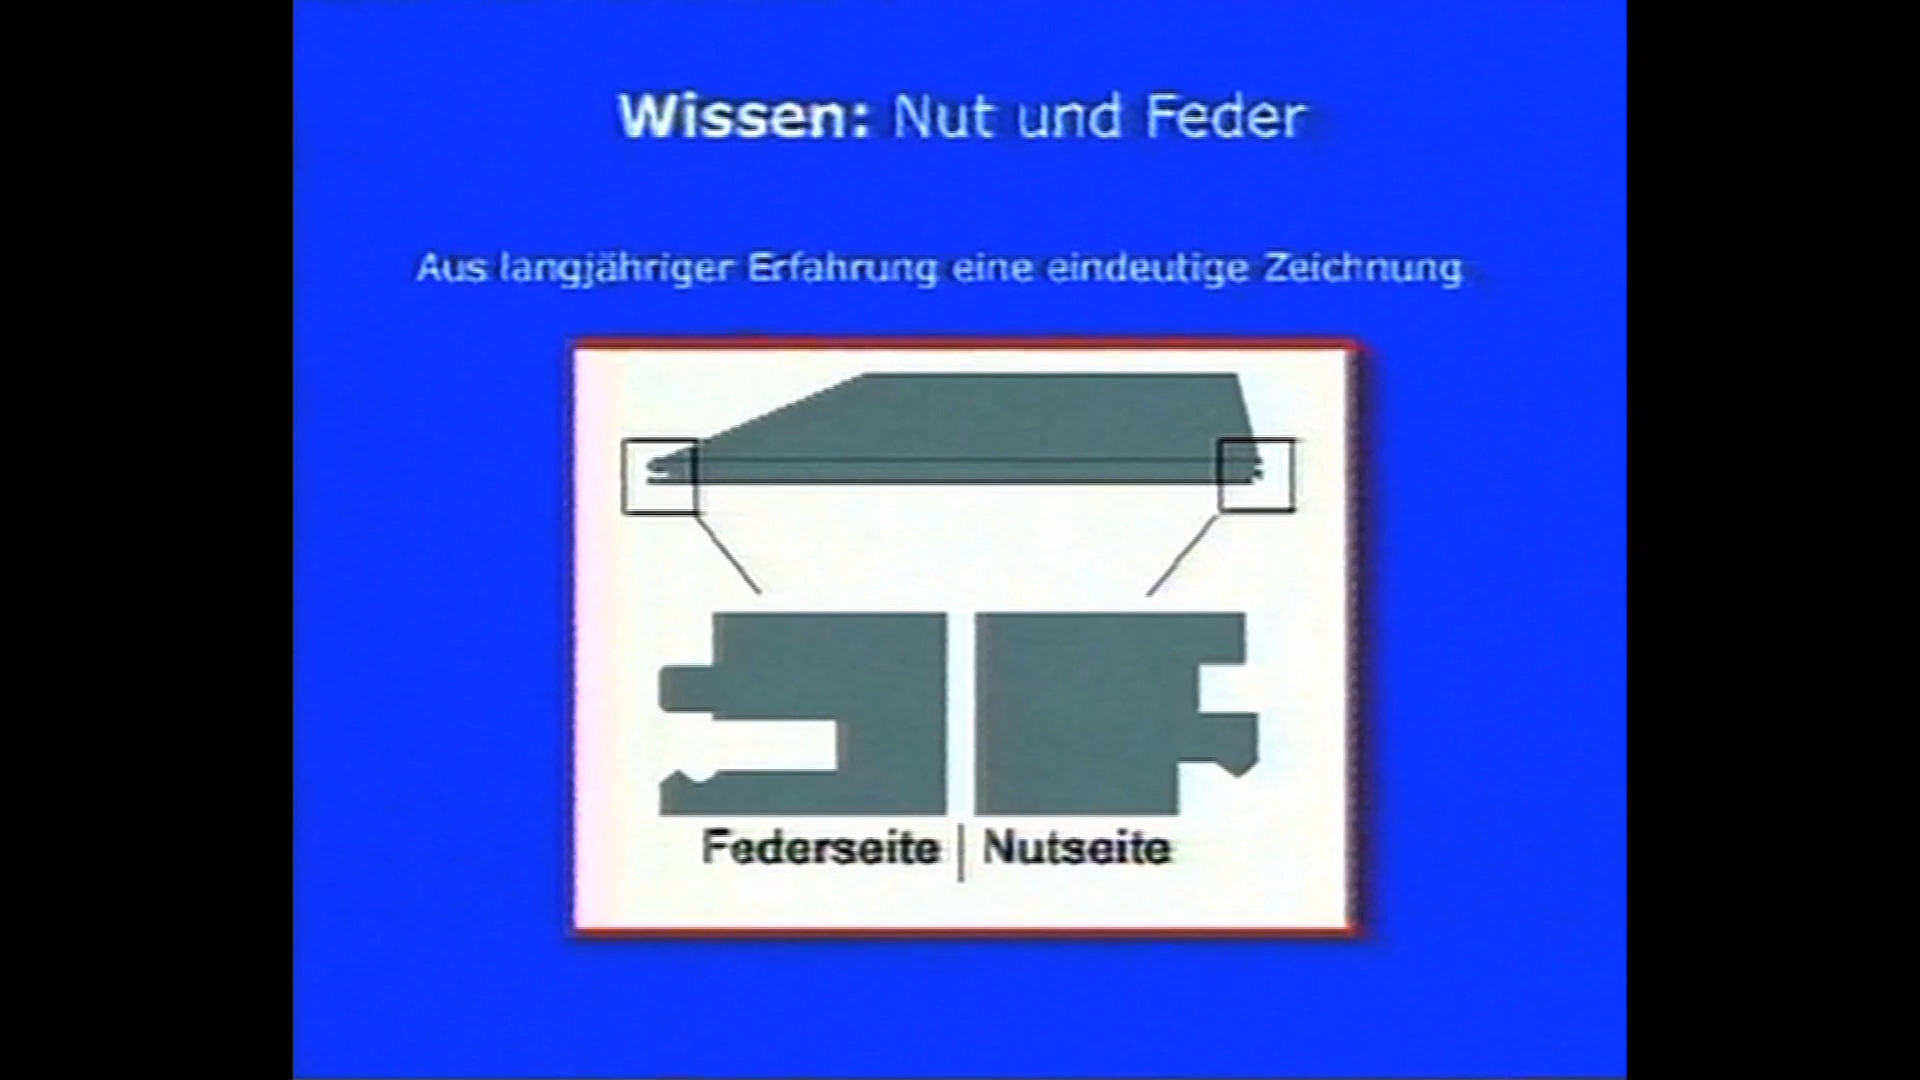 Wissen: Nut und Feder
Aus langjähriger Erfahrung eine eindeutige Zeichnung
Federseite | Nutseite